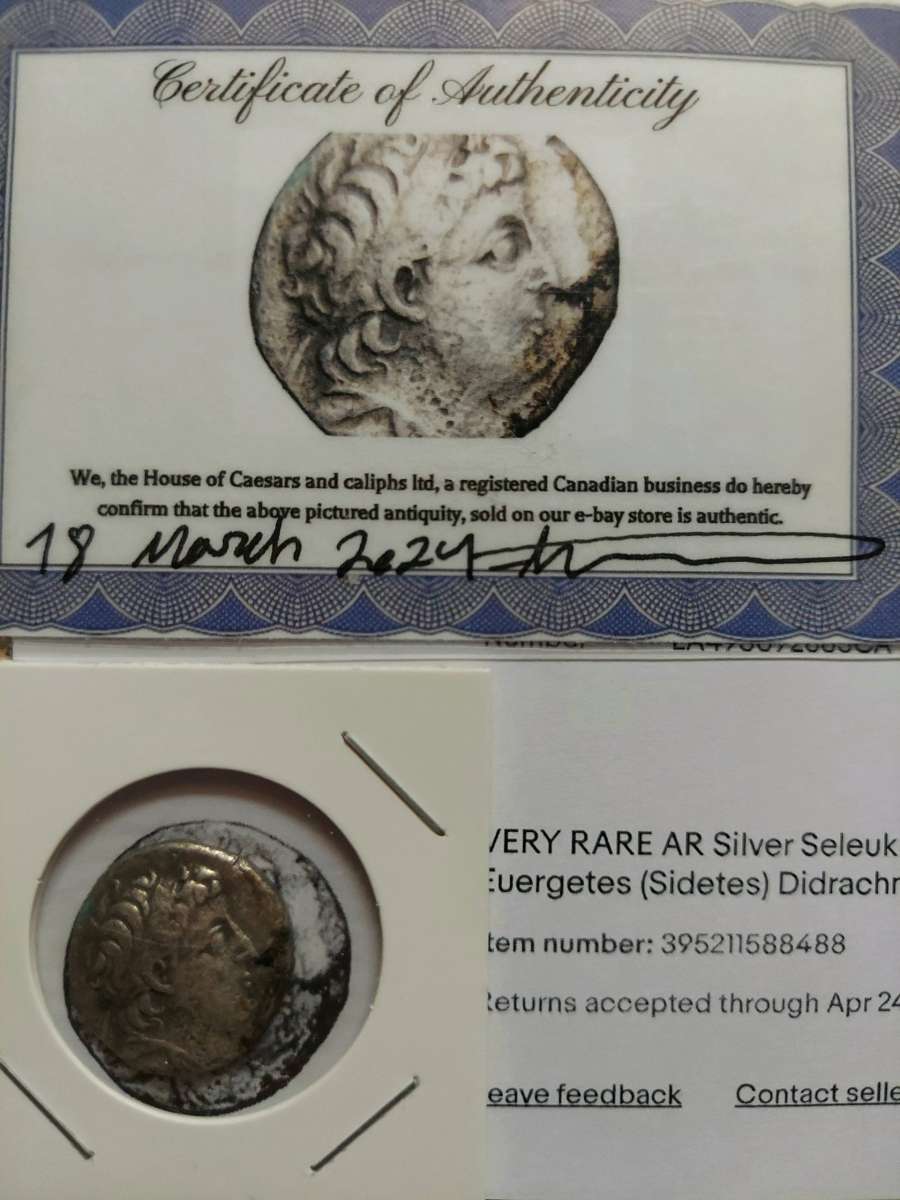 Certificate of Authenticity
We, the House of Caesars and caliphs ltd, a registered Canadian business do hereby
confirm that the above pictured antiquity, sold on our e-bay store is authentic.
18 March 2024
VERY RARE AR Silver Seleuk
Euergetes (Sidetes) Didrachr
tem number: 395211588488
Returns accepted through Apr 24
eave feedback Contact selle